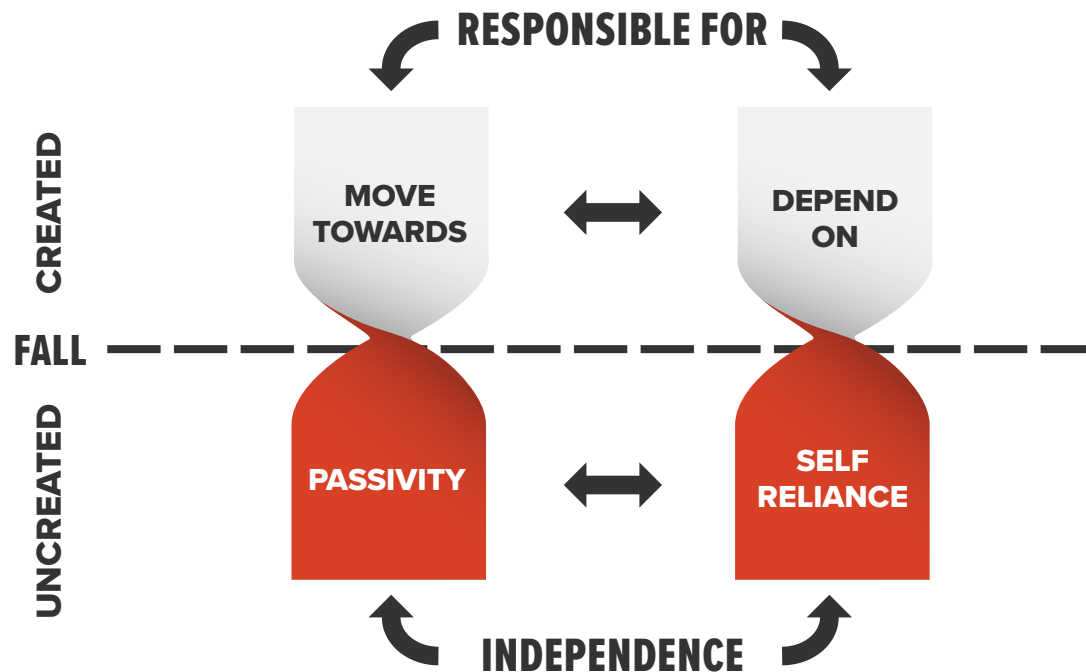 RESPONSIBLE FOR
CREATED
MOVE
TOWARDS
DEPEND
ON
FALL
UNCREATED
PASSIVITY
SELF
RELIANCE
INDEPENDENCE